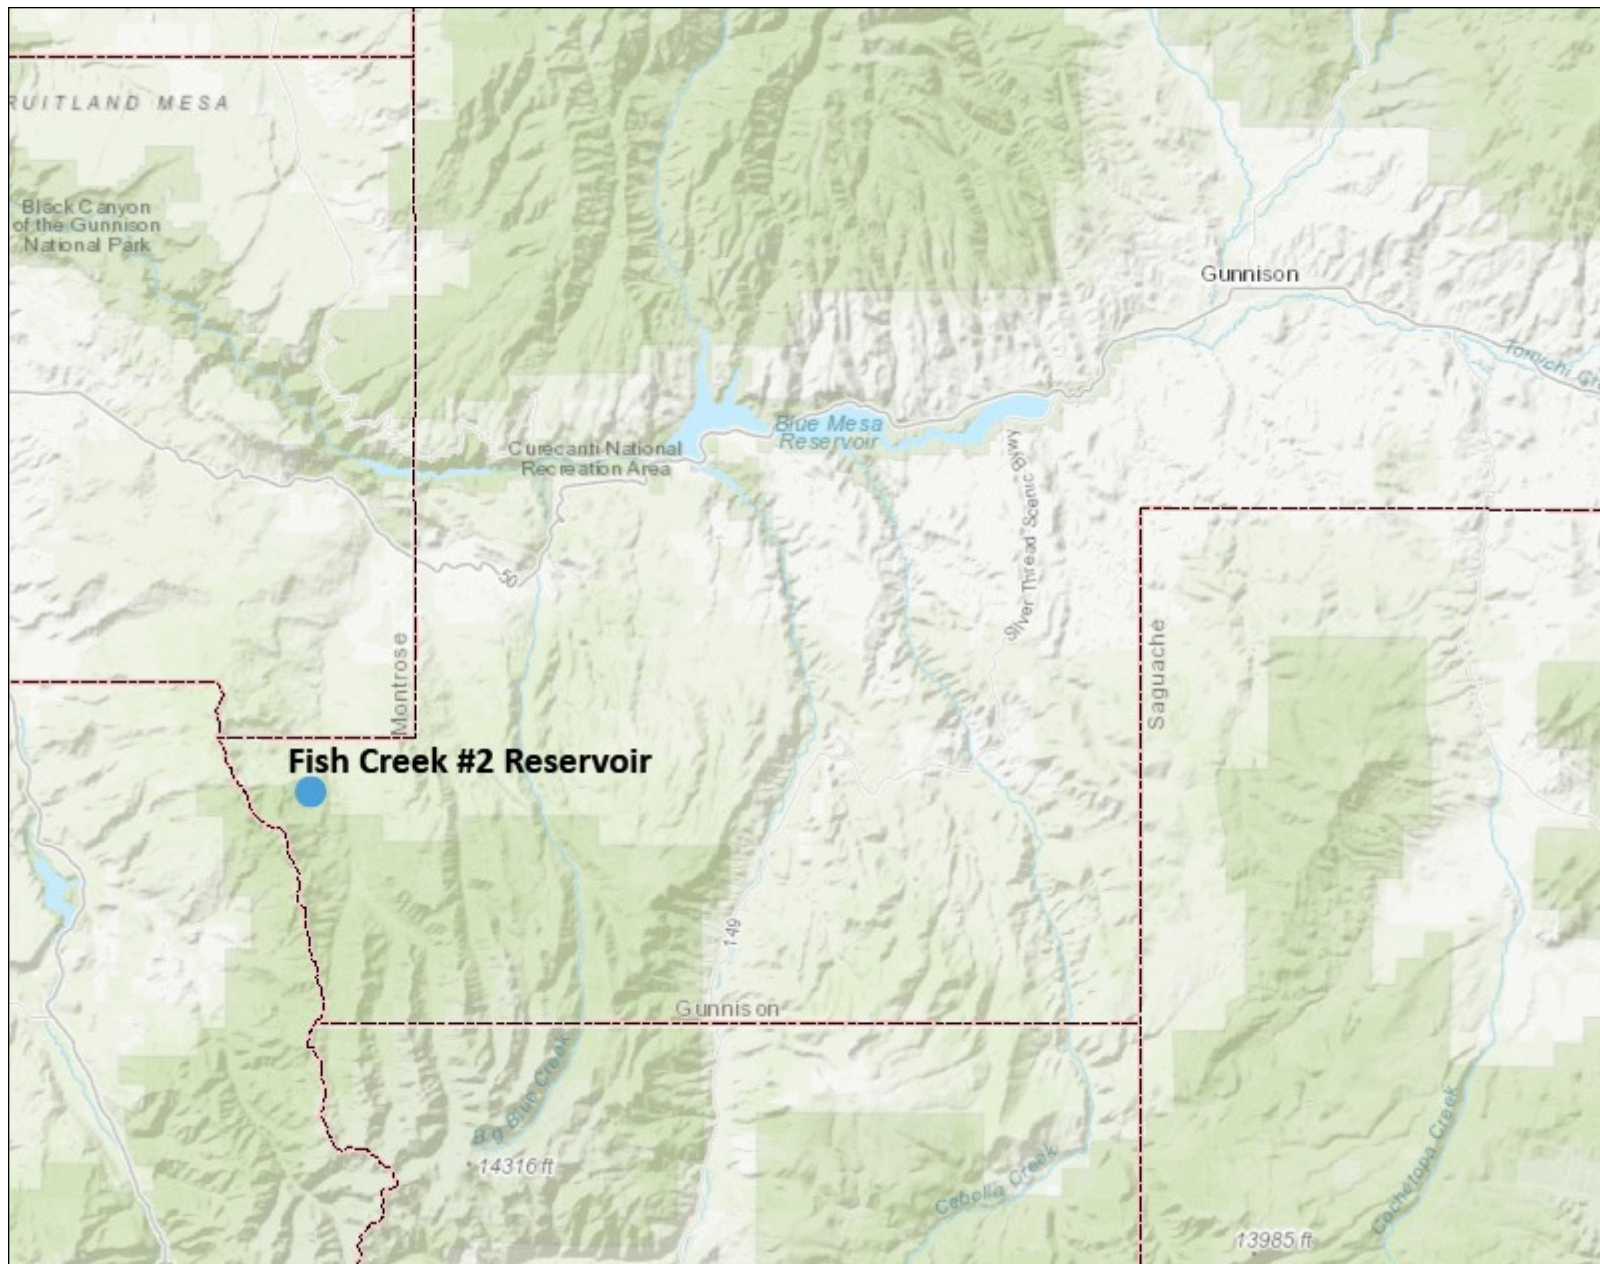 RUITLAND MESA
Black Canyon
of the Gunnison
National Park
Gunnison
Tomichi Cre
Blue Mesa
Reservoir
Curecanti National
Recreation Area
Silver Thread Scenic Bywy
50
Montrose
Saguache
Fish Creek #2 Reservoir
149
Gunnison
Big Blue Creek
14316 ft
Cebolla Creek
Cochetopa Creek
13985 ft